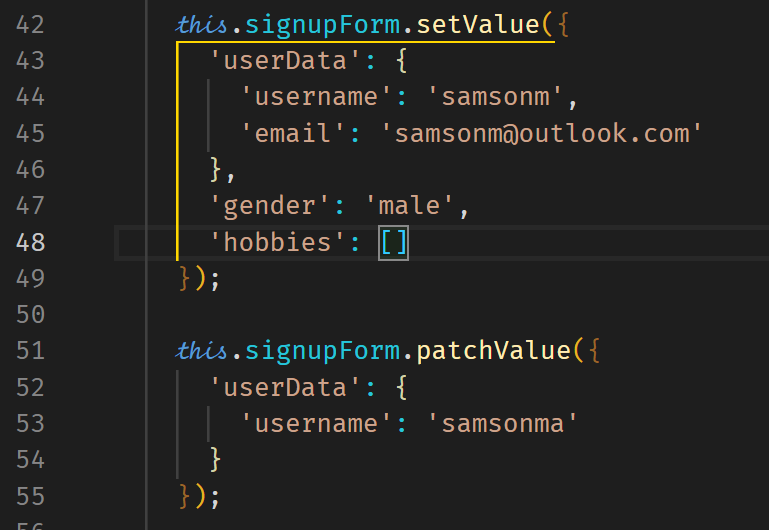 42 this.signupForm.setValue({
43 'userData': {
44 'username': 'samsonm',
45 'email': 'samsonm@outlook.com'
46 },
47 'gender': 'male',
48 'hobbies': []
49 });
50
51 this.signupForm.patchValue({
52 'userData': {
53 'username': 'samsonma'
54 }
55 });
56